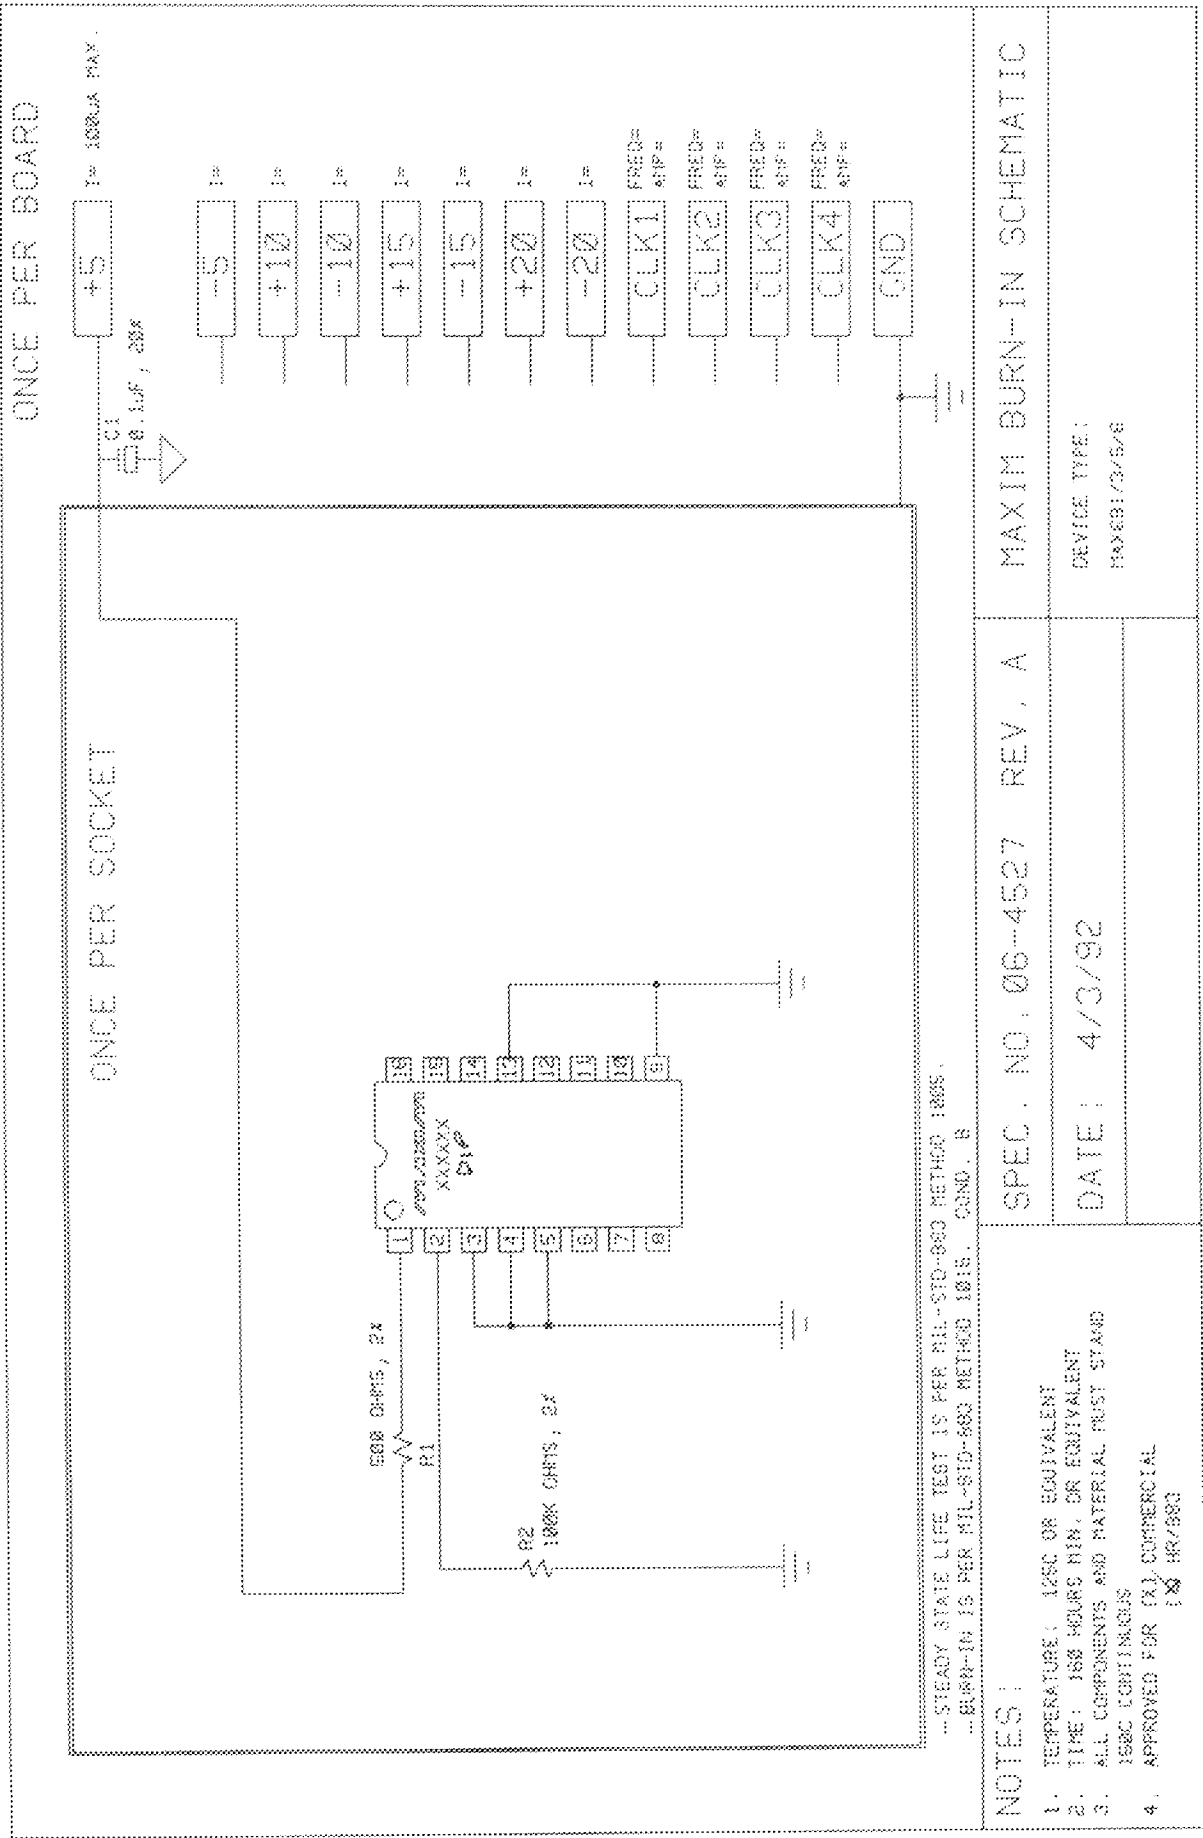 ONCE PER BOARD
ONCE PER SOCKET
+5 I= 100uA MAX.
C1
0.1uF, 20%
-5 I=
+10 I=
-10 I=
+15 I=
-15 I=
+20 I=
-20 I=
CLK1 FREQ=
AMP=
CLK2 FREQ=
AMP=
CLK3 FREQ=
AMP=
CLK4 FREQ=
AMP=
GND
OHMS, 2%
R1
R2
100K OHMS,
1 16
2 15
3 14
4 13
5 12
6 11
7 10
8 9
MAXIM
XXXXXX
DIP
--STEADY STATE LIFE TEST IS PER MIL-STD-883 METHOD 1005.
--BURN-IN IS PER MIL-STD-883 METHOD 1015. COND. B
NOTES:
1. TEMPERATURE: 125C OR EQUIVALENT
2. TIME: 160 HOURS MIN. OR EQUIVALENT
3. ALL COMPONENTS AND MATERIAL MUST STAND
150C CONTINUOUS
4. APPROVED FOR [X] COMMERCIAL
[X] HR/883
SPEC. NO. 06-4527 REV. A
DATE: 4/3/92
MAXIM BURN-IN SCHEMATIC
DEVICE TYPE: